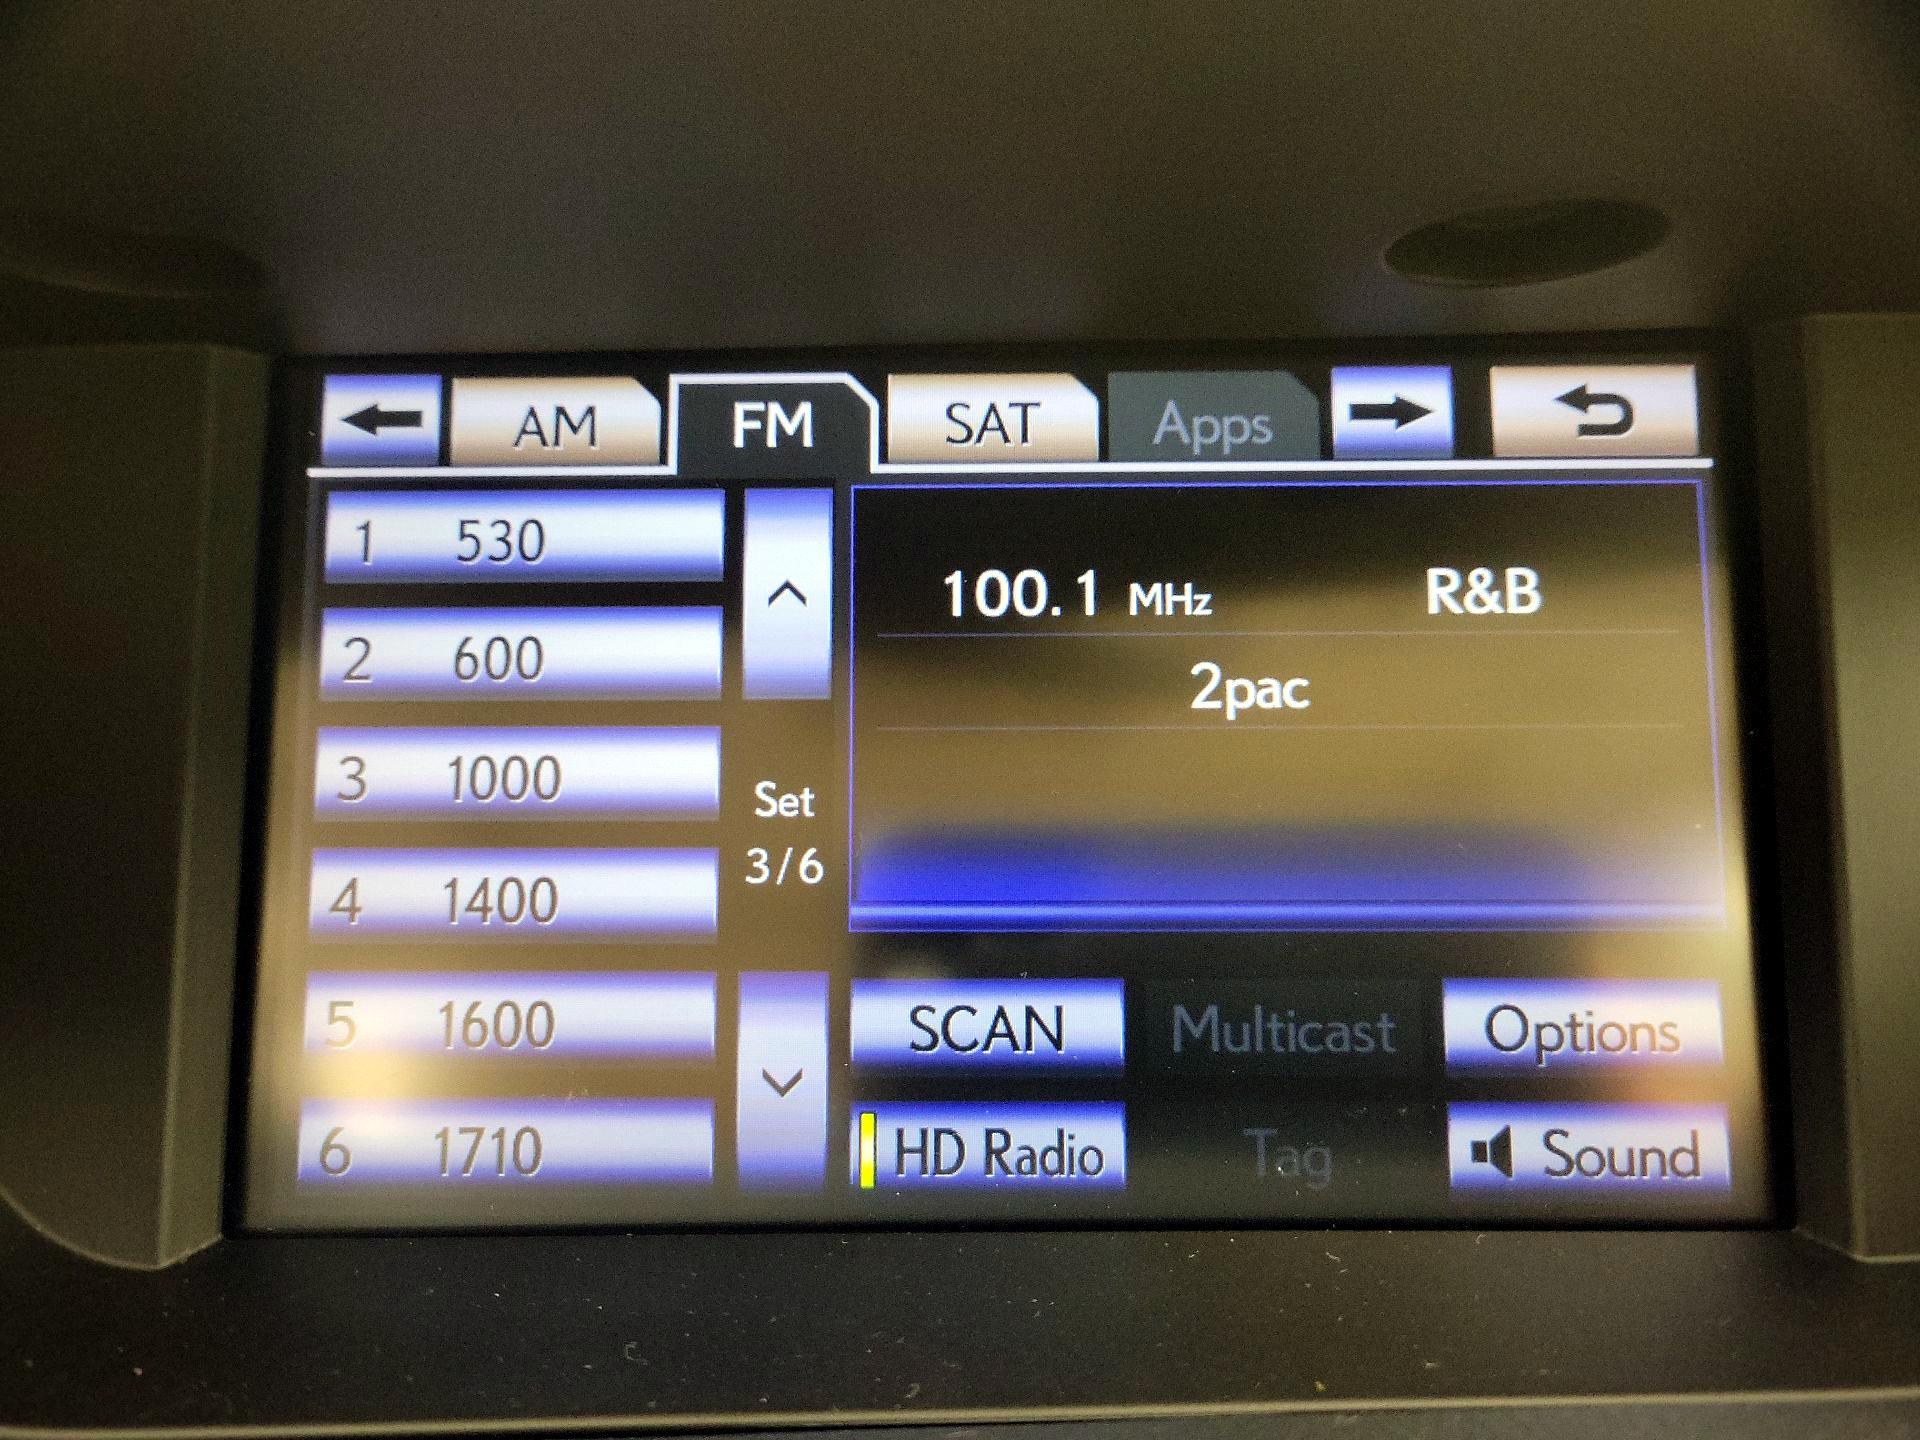 AM FM SAT Apps
1 530
2 600
3 1000
4 1400
5 1600
6 1710
Set
3/6
100.1 MHz R&B
2pac
SCAN Multicast Options
HD Radio Tag Sound